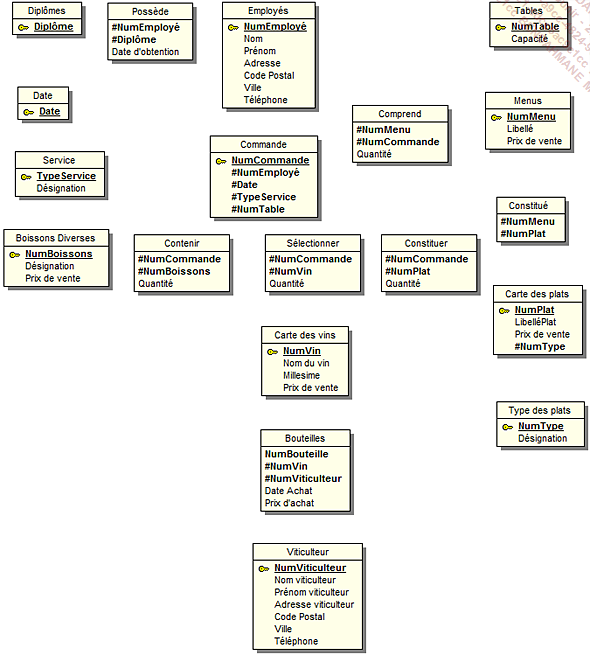 Diplômes
Diplôme
Possède
#NumEmployé
#Diplôme
Date d'obtention
Employés
NumEmployé
Nom
Prénom
Adresse
Code Postal
Ville
Téléphone
Tables
NumTable
Capacité
Date
Date
Service
TypeService
Désignation
Commande
NumCommande
#NumEmployé
#Date
#TypeService
#NumTable
Comprend
#NumMenu
#NumCommande
Quantité
Menus
NumMenu
Libellé
Prix de vente
Constitué
#NumMenu
#NumPlat
Boissons Diverses
NumBoissons
Désignation
Prix de vente
Contenir
#NumCommande
#NumBoissons
Quantité
Sélectionner
#NumCommande
#NumVin
Quantité
Constituer
#NumCommande
#NumPlat
Quantité
Carte des plats
NumPlat
LibelléPlat
Prix de vente
#NumType
Carte des vins
NumVin
Nom du vin
Millesime
Prix de vente
Type des plats
NumType
Désignation
Bouteilles
NumBouteille
#NumVin
#NumViticulteur
Date Achat
Prix d'achat
Viticulteur
NumViticulteur
Nom viticulteur
Prénom viticulteur
Adresse viticulteur
Code Postal
Ville
Téléphone